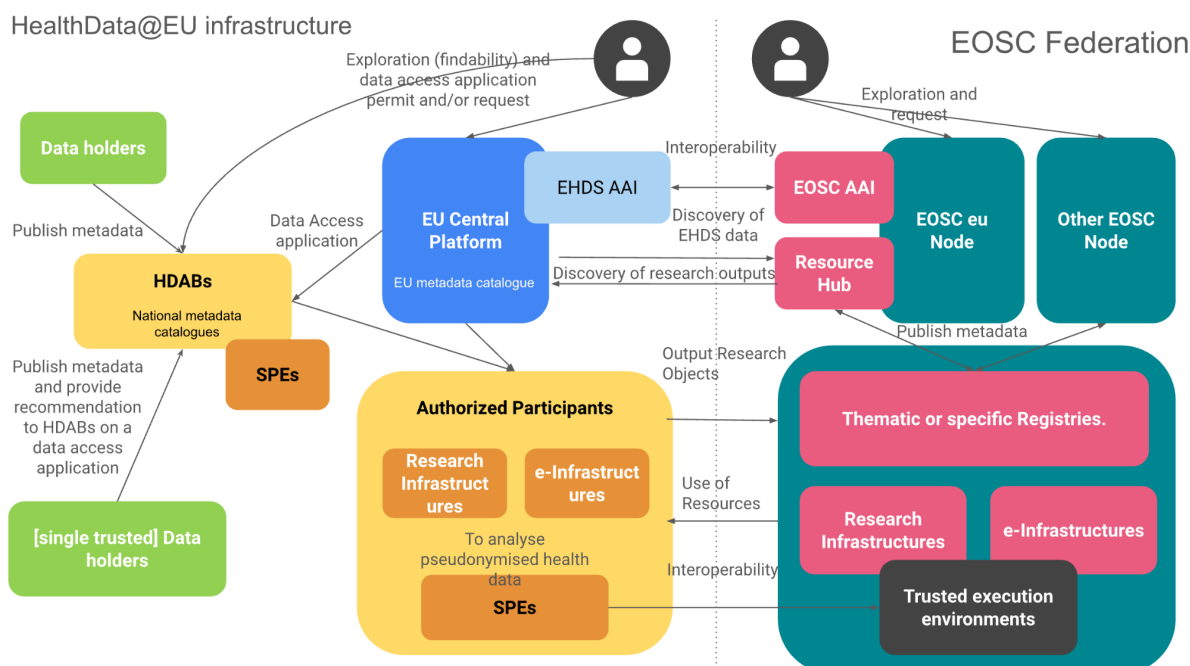 HealthData@EU infrastructure
EOSC Federation
Exploration (findability) and
data access application
permit and/or request
Exploration and
request
Data holders
Publish metadata
Data Access
application
EU Central
Platform
EU metadata catalogue
EHDS AAI
Interoperability
EOSC AAI
Discovery of
EHDS data
Discovery of research outputs
Resource
Hub
EOSC eu
Node
Other EOSC
Node
HDABs
National metadata
catalogues
SPEs
Publish metadata
Publish metadata
and provide
recommendation
to HDABs on a
data access
application
[single trusted] Data
holders
Output Research
Objects
Authorized Participants
Research
Infrastruct
ures
e-Infrastruct
ures
To analyse
pseudonymised health
data
SPEs
Use of
Resources
Interoperability
Thematic or specific Registries.
Research
Infrastructures
e-Infrastructures
Trusted execution
environments